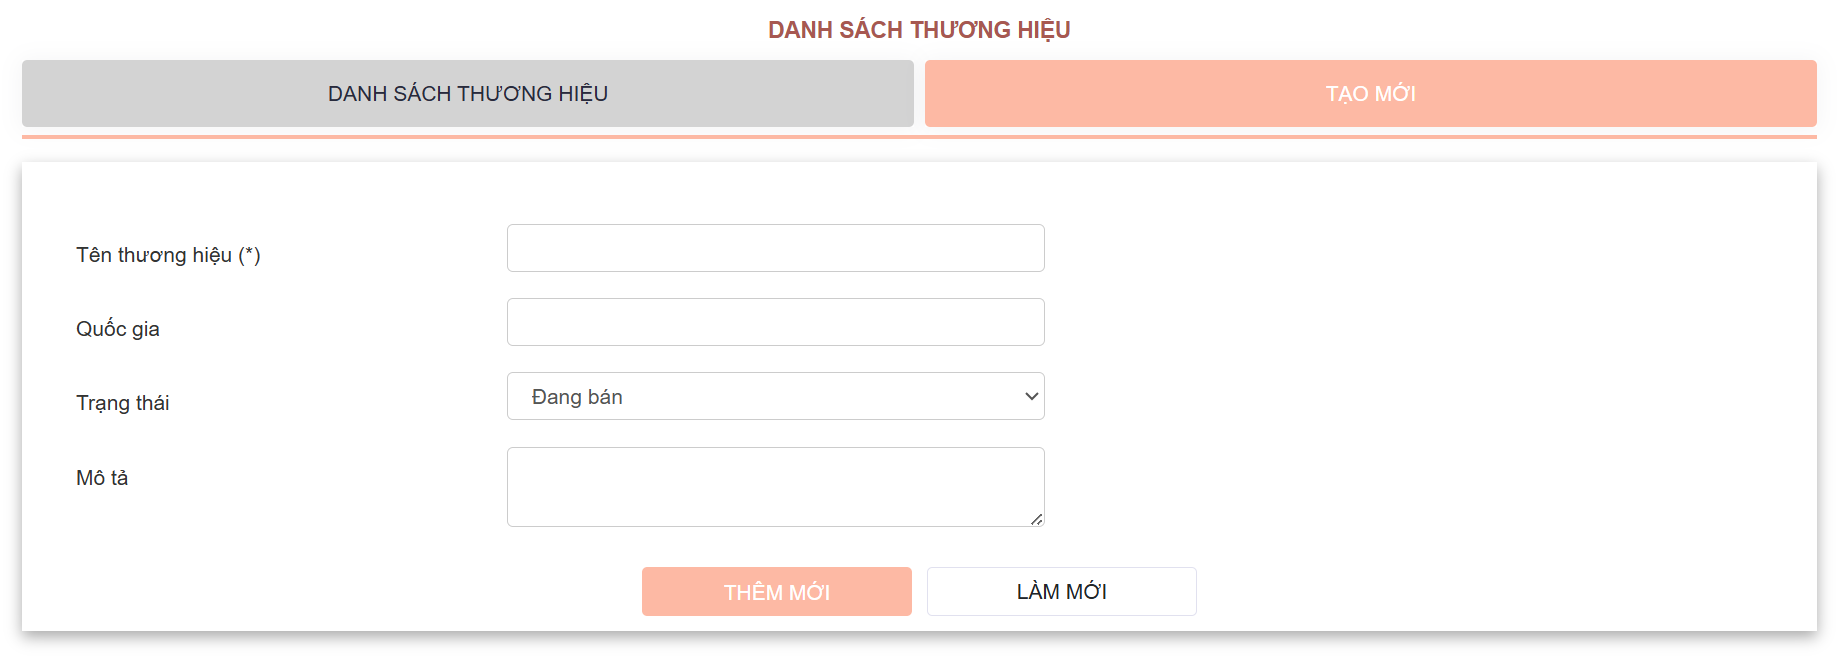 DANH SÁCH THƯƠNG HIỆU
DANH SÁCH THƯƠNG HIỆU
TẠO MỚI
Tên thương hiệu (*)
Quốc gia
Trạng thái
Đang bán
Mô tả
THÊM MỚI
LÀM MỚI